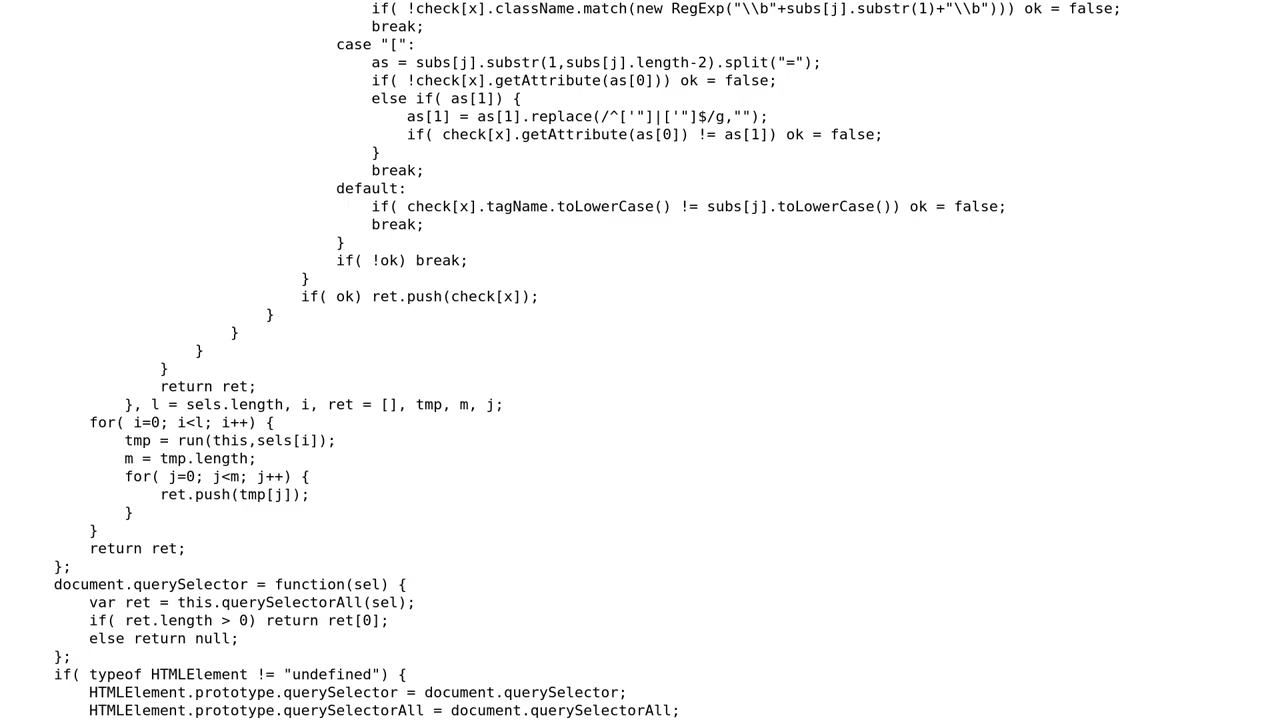 if( !check[x].className.match(new RegExp("\\b"+subs[j].substr(1)+"\\b"))) ok = false;
break;
case "[":
as = subs[j].substr(1,subs[j].length-2).split("=");
if( !check[x].getAttribute(as[0])) ok = false;
else if( as[1]) {
as[1] = as[1].replace(/^['"]|['"]$/g,"");
if( check[x].getAttribute(as[0]) != as[1]) ok = false;
}
break;
default:
if( check[x].tagName.toLowerCase() != subs[j].toLowerCase()) ok = false;
break;
}
if( !ok) break;
}
if( ok) ret.push(check[x]);
}
}
}
}
return ret;
}, l = sels.length, i, ret = [], tmp, m, j;
for( i=0; i<l; i++) {
tmp = run(this,sels[i]);
m = tmp.length;
for( j=0; j<m; j++) {
ret.push(tmp[j]);
}
}
return ret;
};
document.querySelector = function(sel) {
var ret = this.querySelectorAll(sel);
if( ret.length > 0) return ret[0];
else return null;
};
if( typeof HTMLElement != "undefined") {
HTMLElement.prototype.querySelector = document.querySelector;
HTMLElement.prototype.querySelectorAll = document.querySelectorAll;